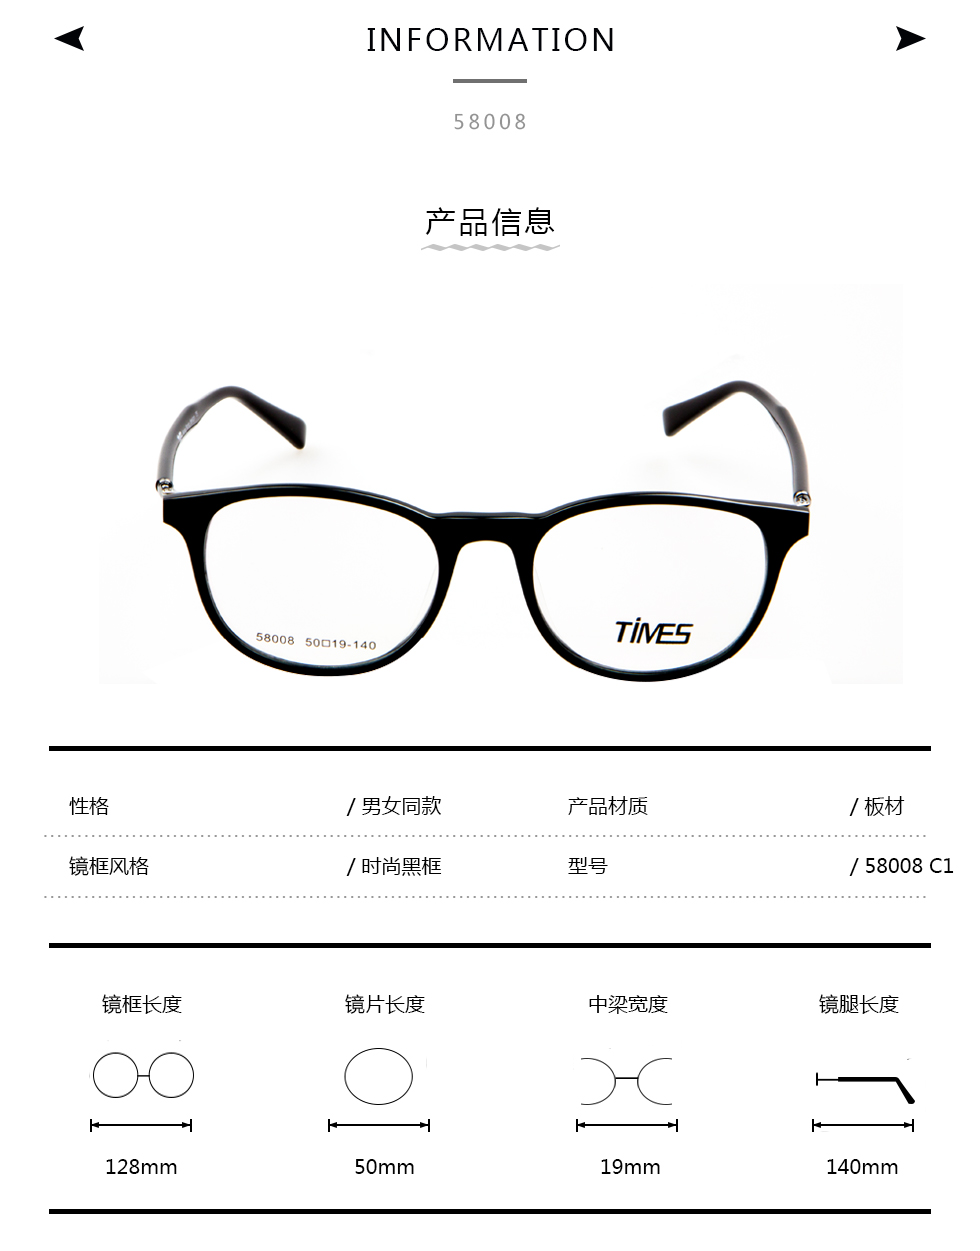 INFORMATION
58008
产品信息
58008 50□19-140
TiMES
性格 / 男女同款 产品材质 / 板材
镜框风格 / 时尚黑框 型号 / 58008 C1
镜框长度 镜片长度 中梁宽度 镜腿长度
128mm 50mm 19mm 140mm